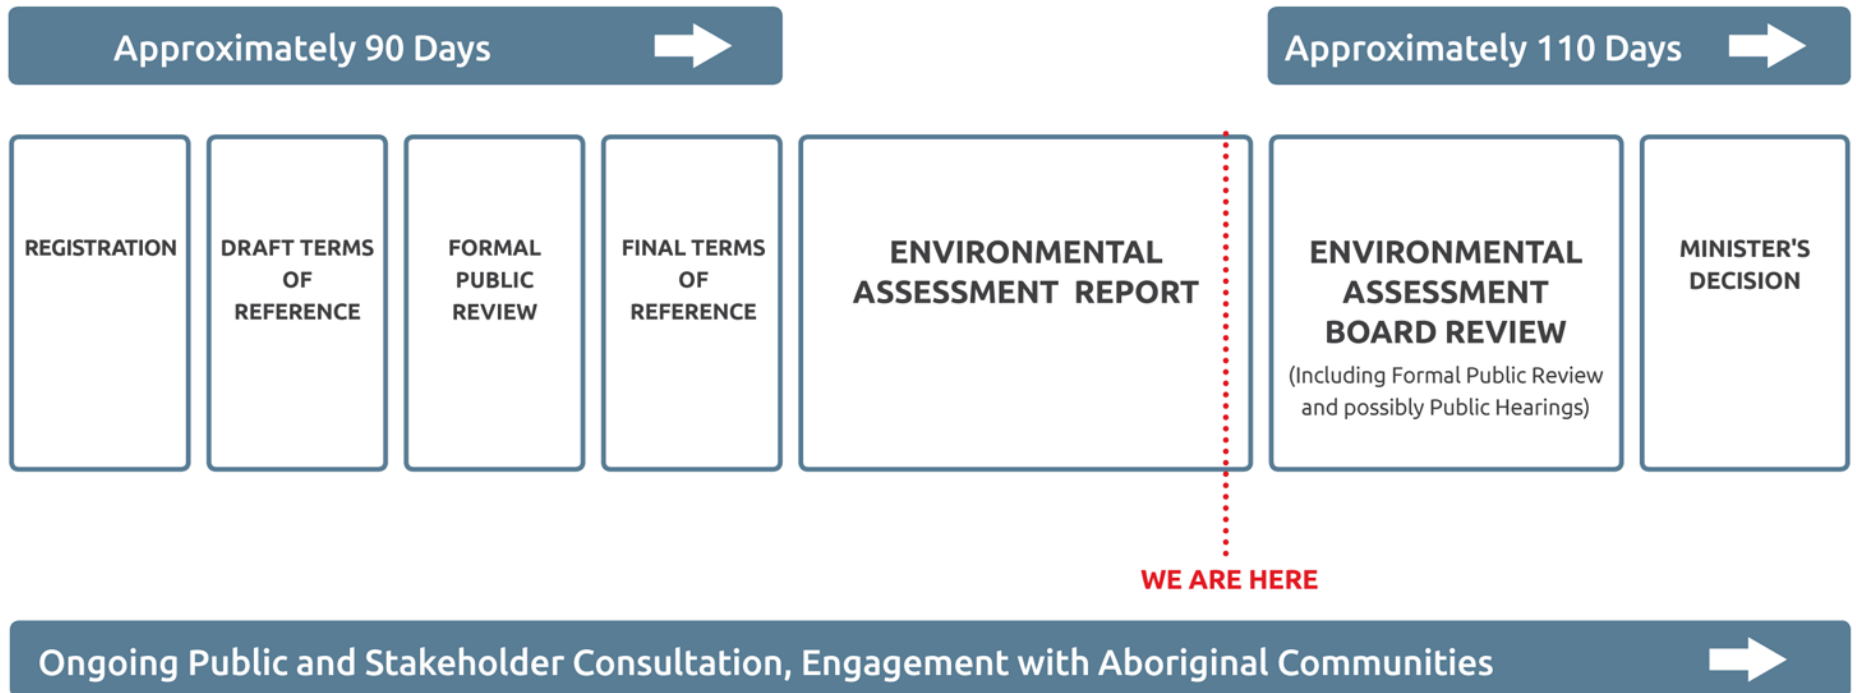 Approximately 90 Days
Approximately 110 Days
REGISTRATION
DRAFT TERMS
OF
REFERENCE
FORMAL
PUBLIC
REVIEW
FINAL TERMS
OF
REFERENCE
ENVIRONMENTAL
ASSESSMENT REPORT
ENVIRONMENTAL
ASSESSMENT
BOARD REVIEW
(Including Formal Public Review
and possibly Public Hearings)
MINISTER'S
DECISION
WE ARE HERE
Ongoing Public and Stakeholder Consultation, Engagement with Aboriginal Communities